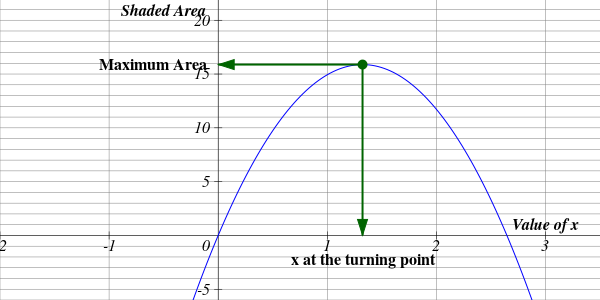 Shaded Area
20
Maximum Area
15
10
5
Value of x
2 -1 0 1 2 3
x at the turning point
-5